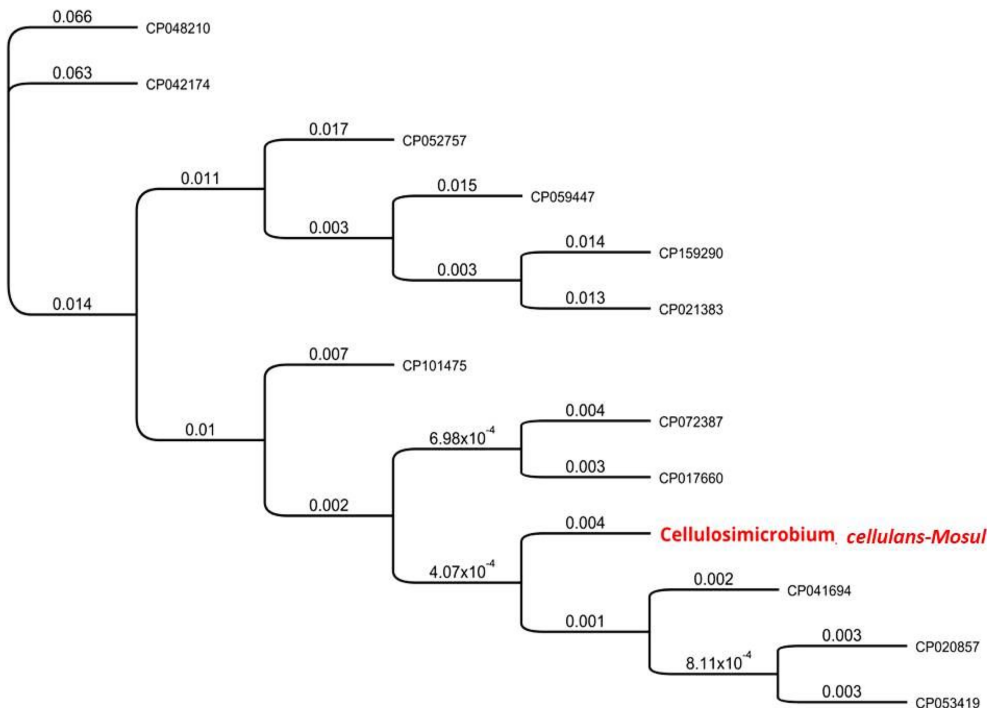 0.066
CP048210
0.063
CP042174
0.017
CP052757
0.011
0.015
CP059447
0.003
0.014
CP159290
0.003
0.013
CP021383
0.014
0.007
CP101475
0.004
CP072387
0.01
6.98x10-4
0.003
CP017660
0.002
0.004
Cellulosimicrobium. cellulans-Mosul
4.07x10-4
0.002
CP041694
0.001
0.003
CP020857
8.11x10-4
0.003
CP053419